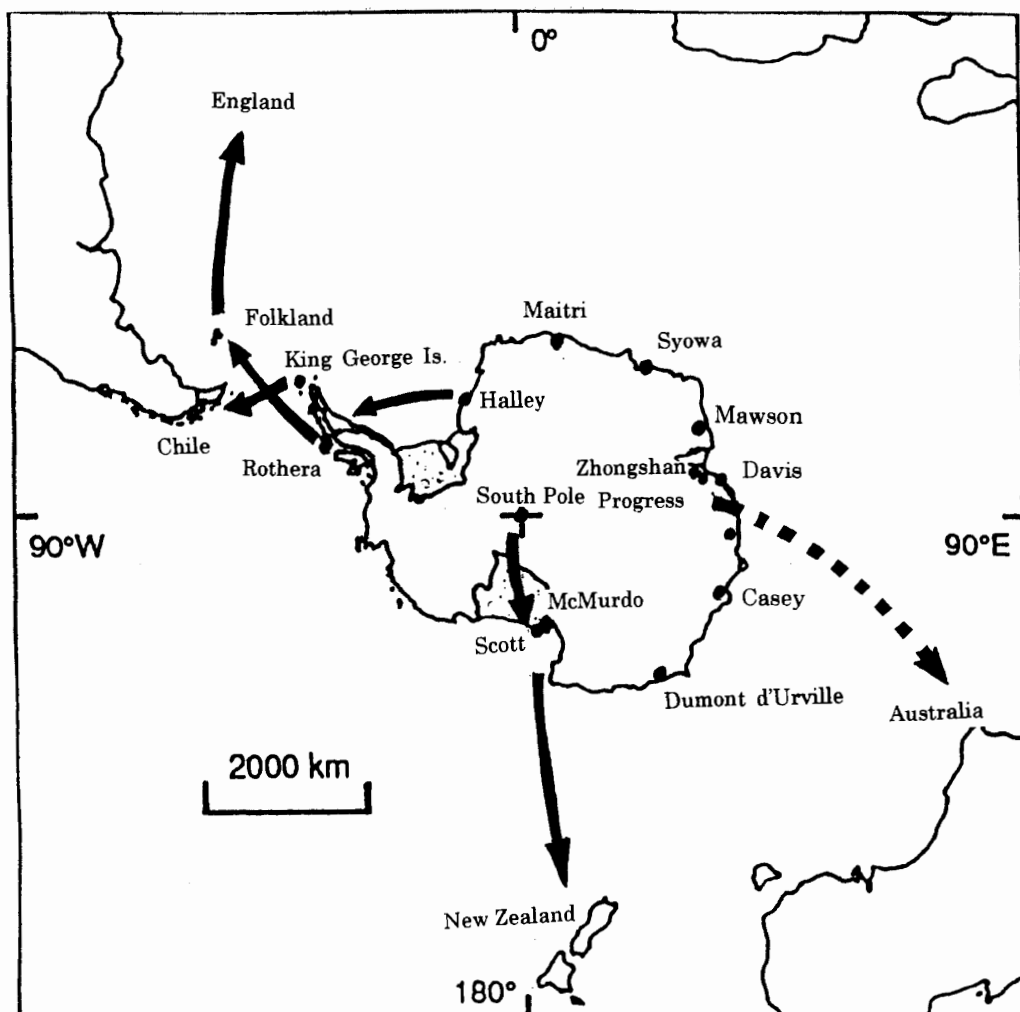 0°
England
Folkland
Maitri
Syowa
King George Is.
Halley
Mawson
Chile
Rothera
Zhongshan
Davis
South Pole
Progress
90°W
90°E
McMurdo
Casey
Scott
Dumont d'Urville
Australia
2000 km
New Zealand
180°